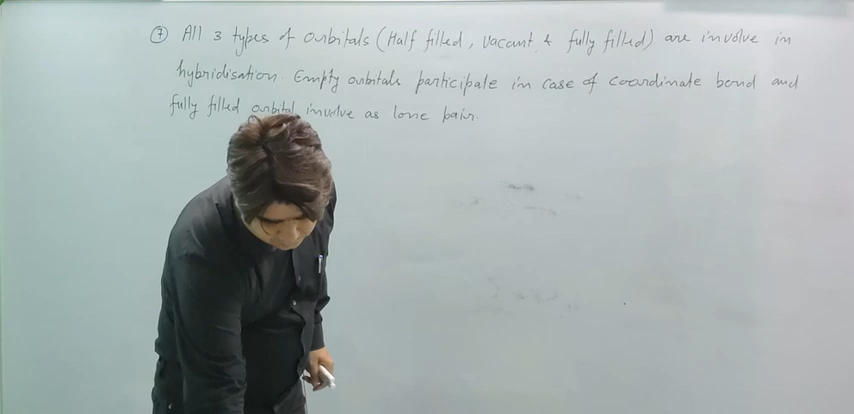 ⑦ All 3 types of orbitals (Half filled, vacant & fully filled) are involve in
hybridisation. Empty orbitals participate in case of coordinate bond and
fully filled orbital involve as lone pair.